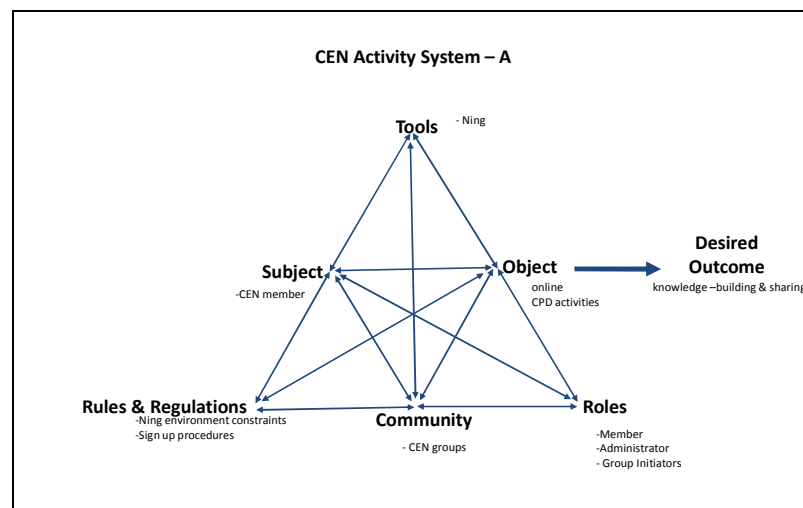 CEN Activity System – A
Tools
- Ning
Subject
-CEN member
Object
online
CPD activities
Desired
Outcome
knowledge –building & sharing
Rules & Regulations
-Ning environment constraints
-Sign up procedures
Community
- CEN groups
Roles
-Member
-Administrator
- Group Initiators